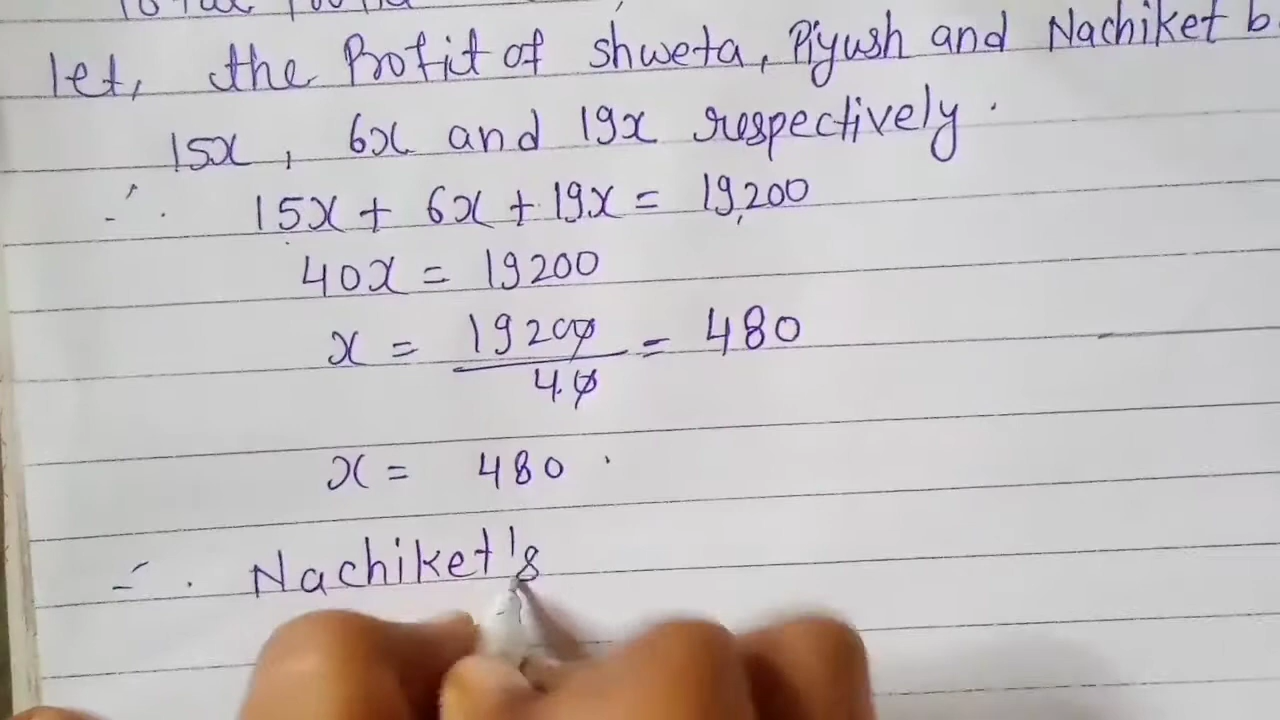 let, the Profit of shweta, Piyush and Nachiket b
15x, 6x and 19x respectively.
∴ 15x + 6x + 19x = 19,200
40x = 19200
x = 19200/40 = 480
x = 480.
∴ Nachiket's